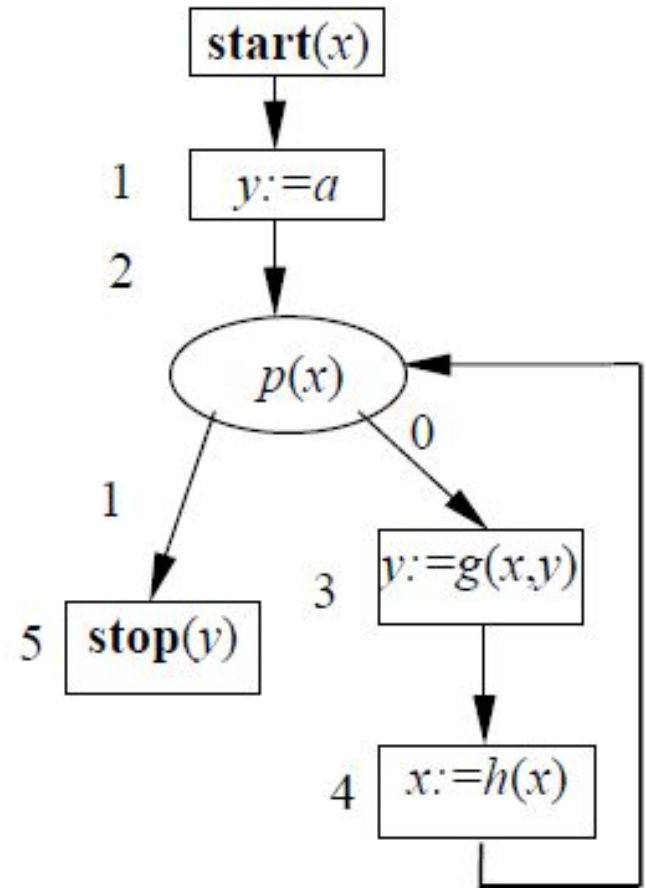 start(x)
1 y:=a
2
p(x)
0
1
y:=g(x,y)
3
5 stop(y)
4 x:=h(x)